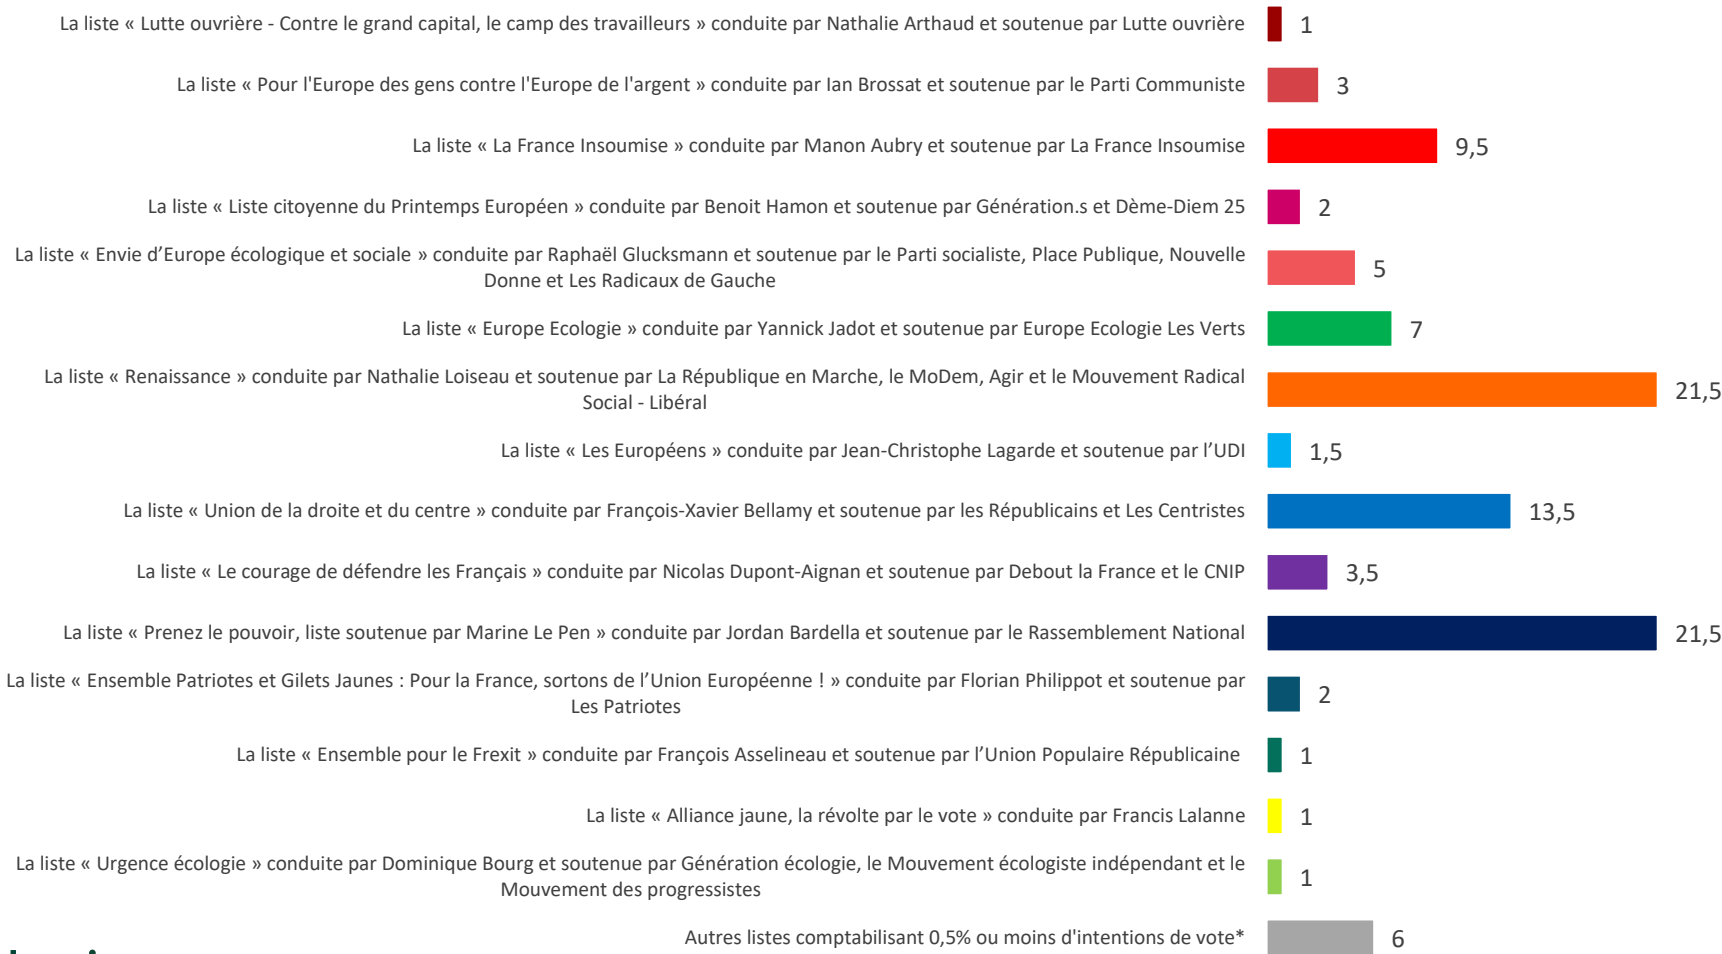 La liste « Lutte ouvrière - Contre le grand capital, le camp des travailleurs » conduite par Nathalie Arthaud et soutenue par Lutte ouvrière 1
La liste « Pour l'Europe des gens contre l'Europe de l'argent » conduite par Ian Brossat et soutenue par le Parti Communiste 3
La liste « La France Insoumise » conduite par Manon Aubry et soutenue par La France Insoumise 9,5
La liste « Liste citoyenne du Printemps Européen » conduite par Benoit Hamon et soutenue par Génération.s et Dème-Diem 25 2
La liste « Envie d’Europe écologique et sociale » conduite par Raphaël Glucksmann et soutenue par le Parti socialiste, Place Publique, Nouvelle
Donne et Les Radicaux de Gauche 5
La liste « Europe Ecologie » conduite par Yannick Jadot et soutenue par Europe Ecologie Les Verts 7
La liste « Renaissance » conduite par Nathalie Loiseau et soutenue par La République en Marche, le MoDem, Agir et le Mouvement Radical
Social - Libéral 21,5
La liste « Les Européens » conduite par Jean-Christophe Lagarde et soutenue par l’UDI 1,5
La liste « Union de la droite et du centre » conduite par François-Xavier Bellamy et soutenue par les Républicains et Les Centristes 13,5
La liste « Le courage de défendre les Français » conduite par Nicolas Dupont-Aignan et soutenue par Debout la France et le CNIP 3,5
La liste « Prenez le pouvoir, liste soutenue par Marine Le Pen » conduite par Jordan Bardella et soutenue par le Rassemblement National 21,5
La liste « Ensemble Patriotes et Gilets Jaunes : Pour la France, sortons de l’Union Européenne ! » conduite par Florian Philippot et soutenue par
Les Patriotes 2
La liste « Ensemble pour le Frexit » conduite par François Asselineau et soutenue par l’Union Populaire Républicaine 1
La liste « Alliance jaune, la révolte par le vote » conduite par Francis Lalanne 1
La liste « Urgence écologie » conduite par Dominique Bourg et soutenue par Génération écologie, le Mouvement écologiste indépendant et le
Mouvement des progressistes 1
Autres listes comptabilisant 0,5% ou moins d'intentions de vote* 6